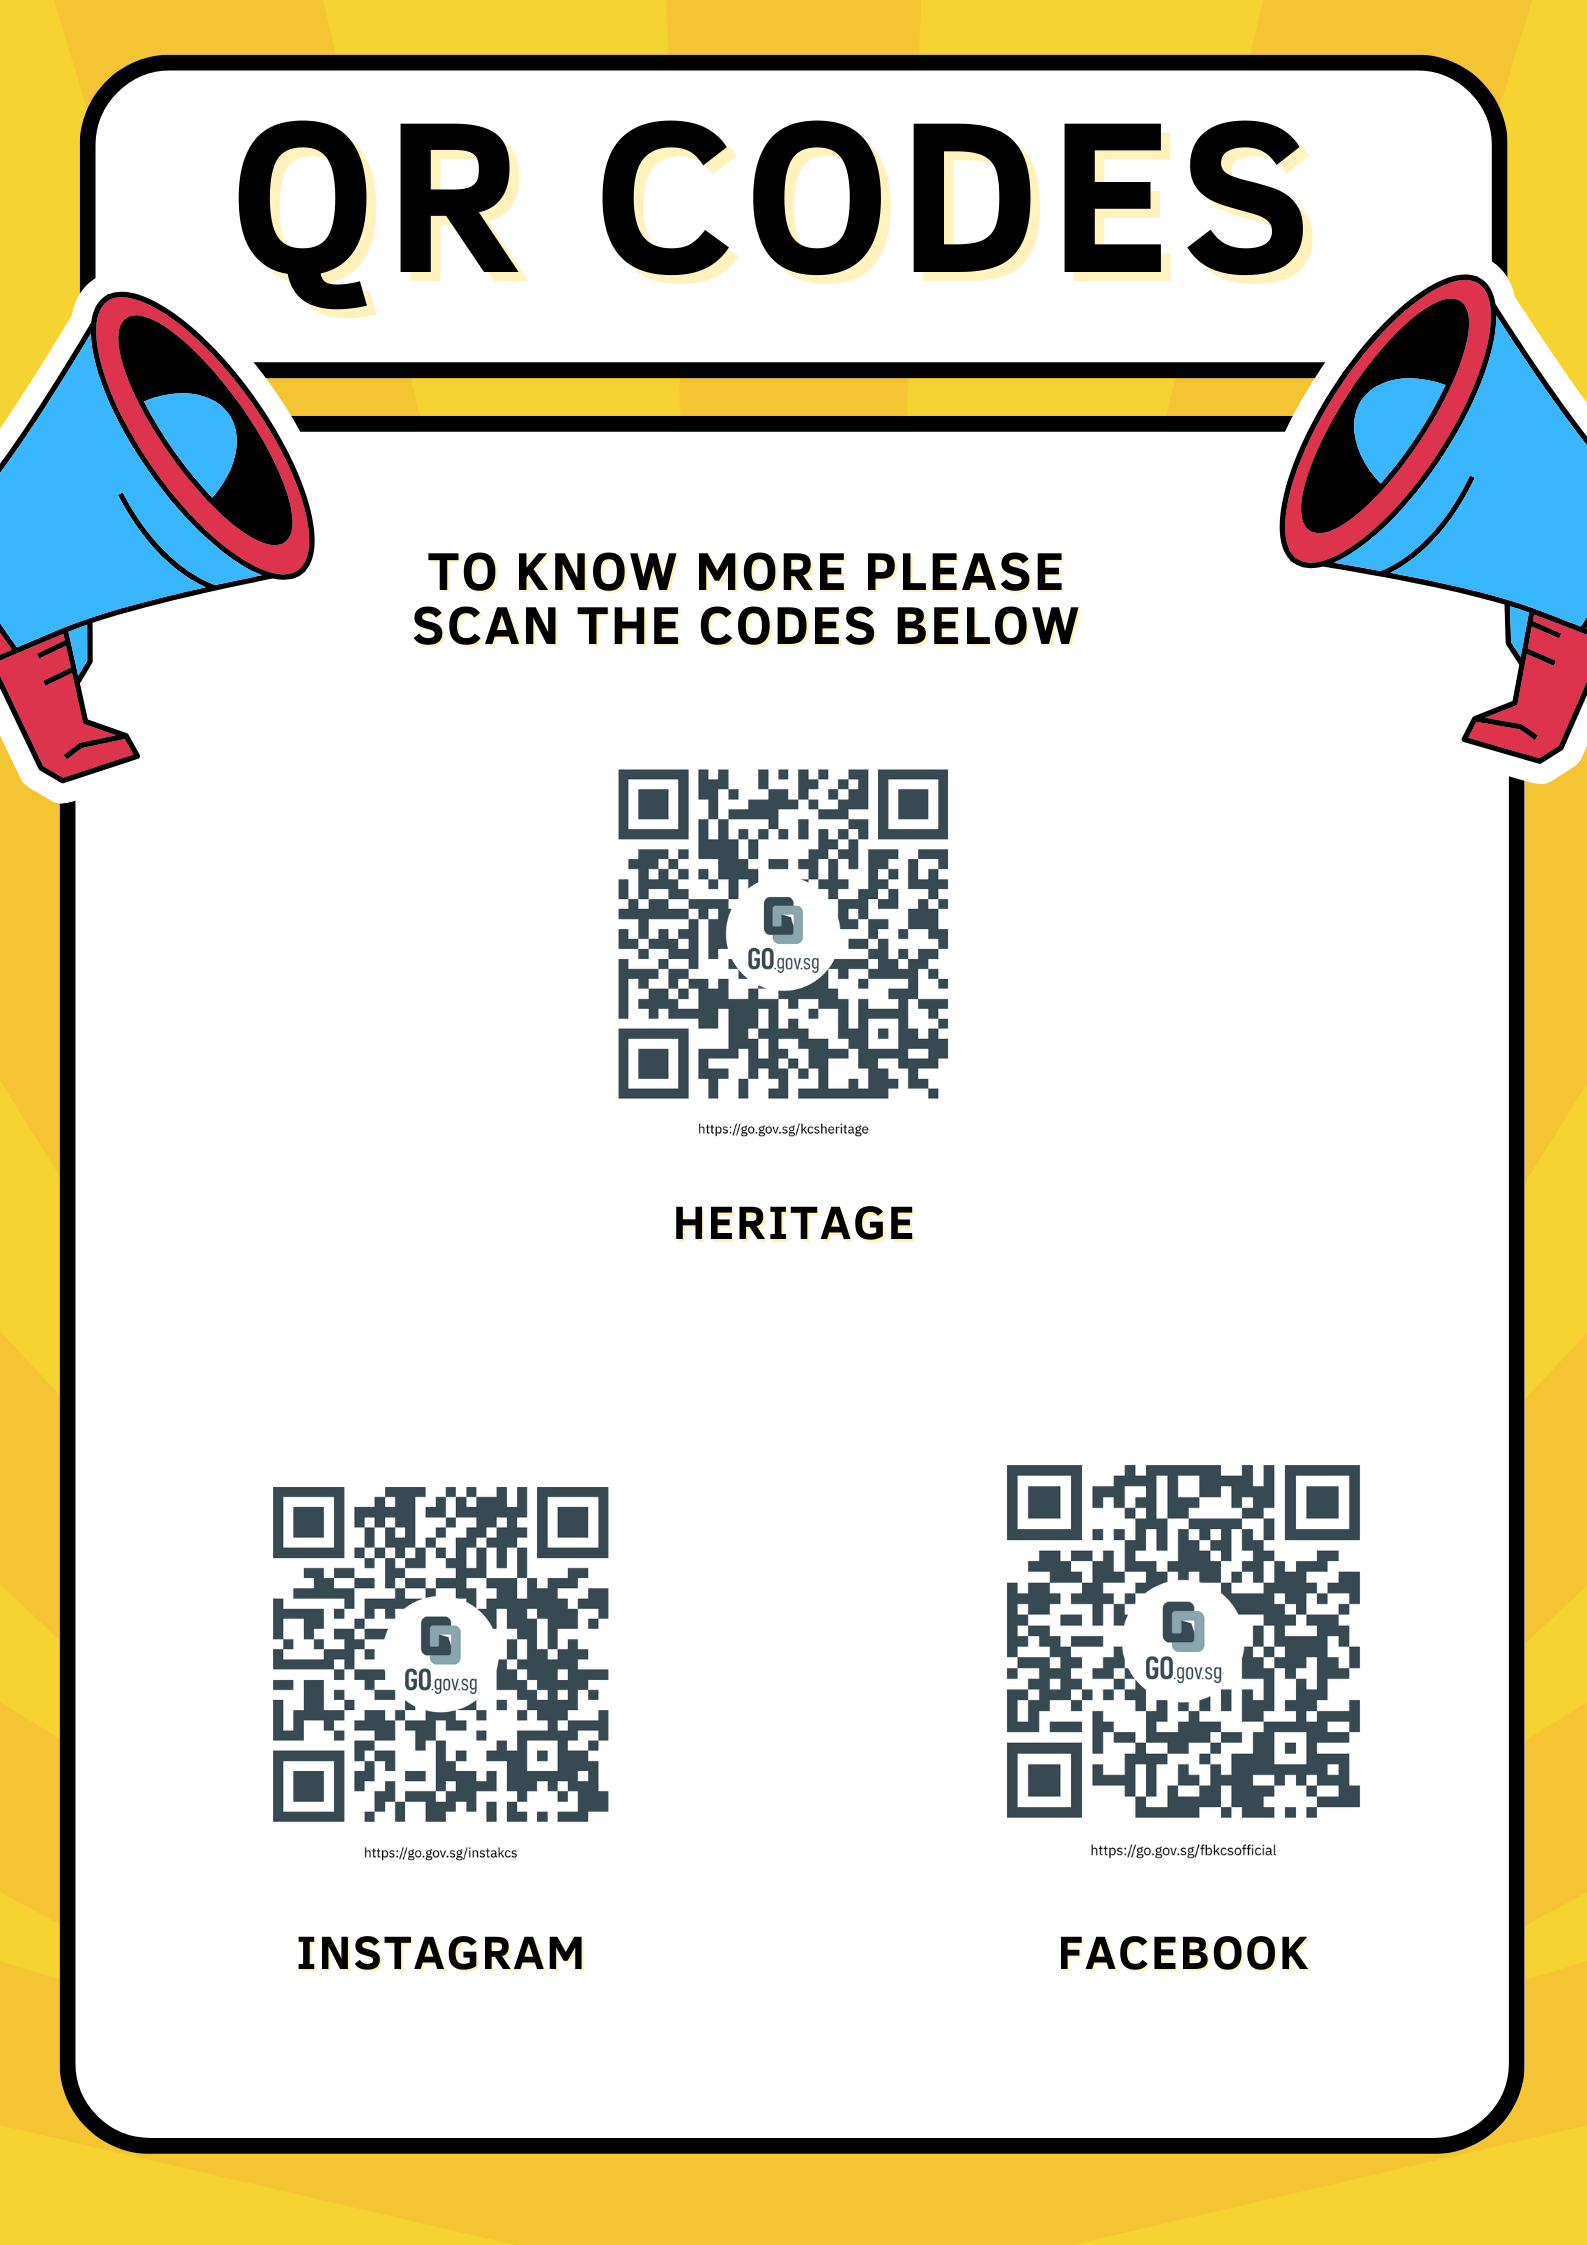 QR CODES
TO KNOW MORE PLEASE
SCAN THE CODES BELOW
GO.gov.sg
https://go.gov.sg/kcsheritage
HERITAGE
GO.gov.sg
https://go.gov.sg/instakcs
INSTAGRAM
GO.gov.sg
https://go.gov.sg/fbkcsofficial
FACEBOOK